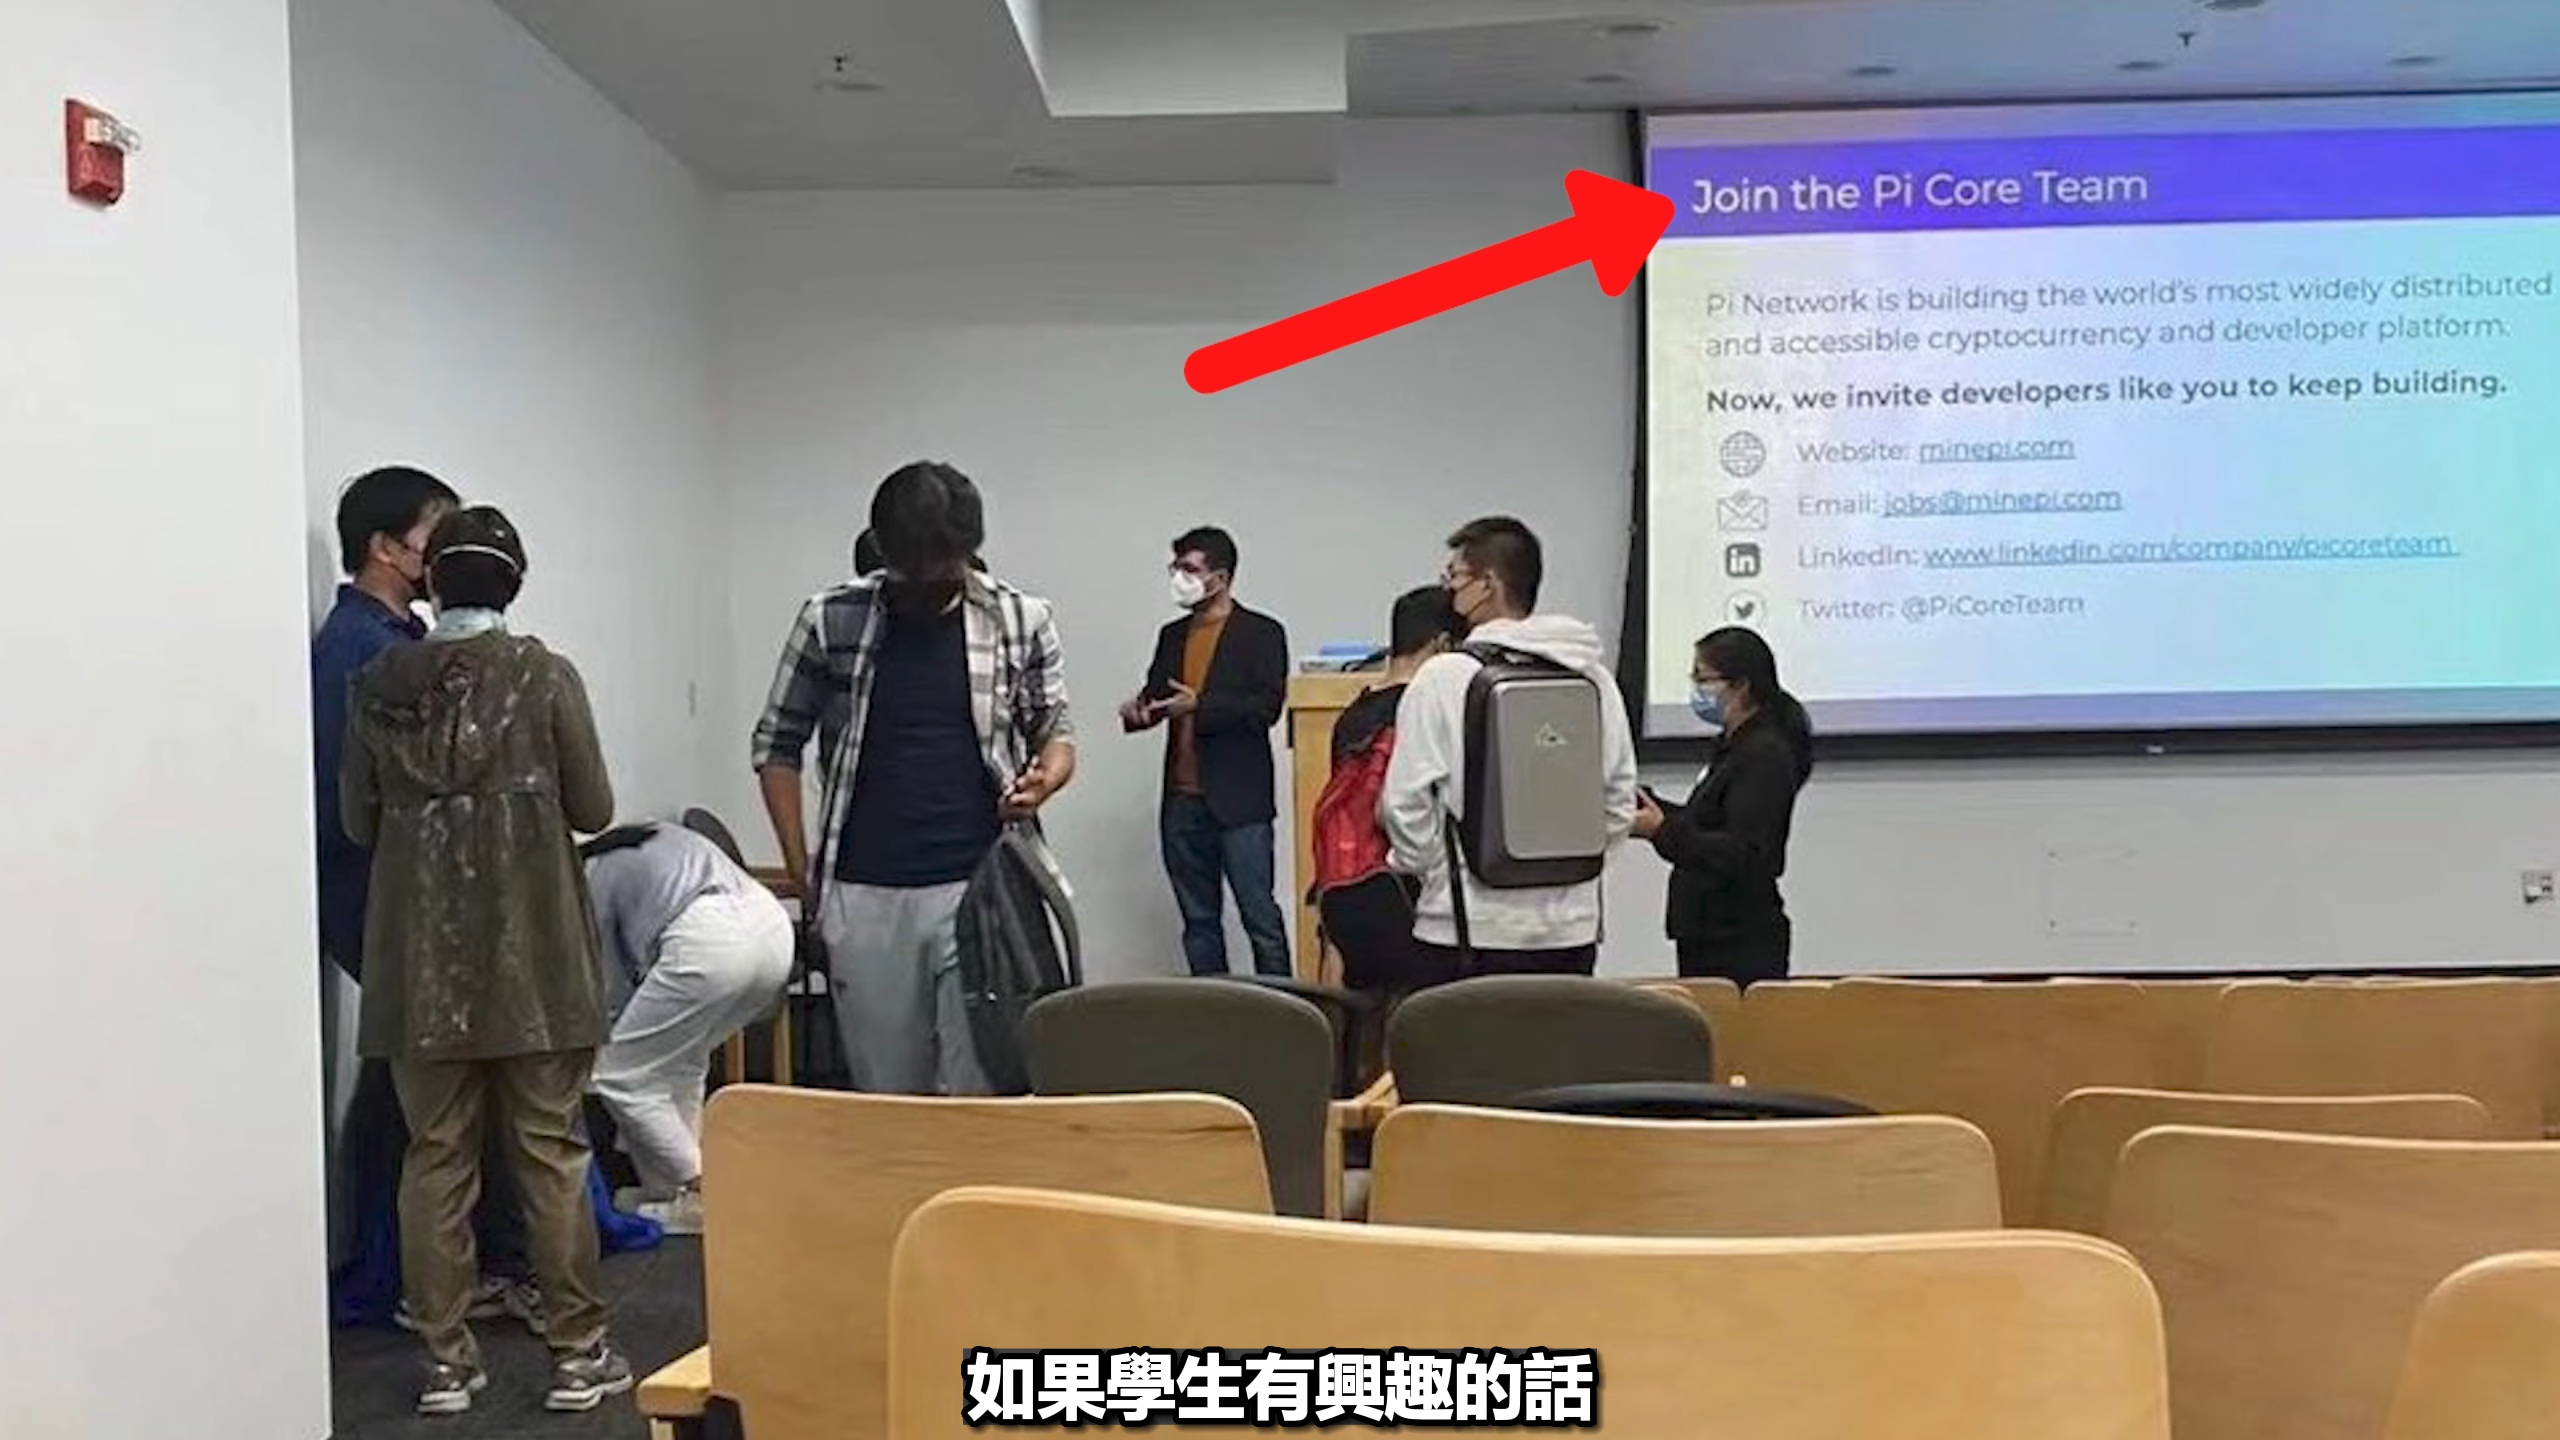 Join the Pi Core Team
Pi Network is building the world's most widely distributed
and accessible cryptocurrency and developer platform.
Now, we invite developers like you to keep building.
Website: minepi.com
Email: jobs@minepi.com
LinkedIn: www.linkedin.com/company/picoreteam
Twitter: @PiCoreTeam
如果學生有興趣的話